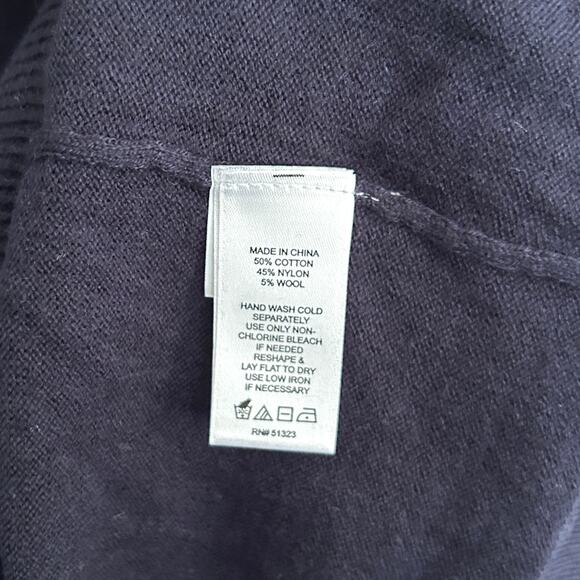 MADE IN CHINA
50% COTTON
45% NYLON
5% WOOL
HAND WASH COLD
SEPARATELY
USE ONLY NON-
CHLORINE BLEACH
IF NEEDED
RESHAPE &
LAY FLAT TO DRY
USE LOW IRON
IF NECESSARY
RN# 51323